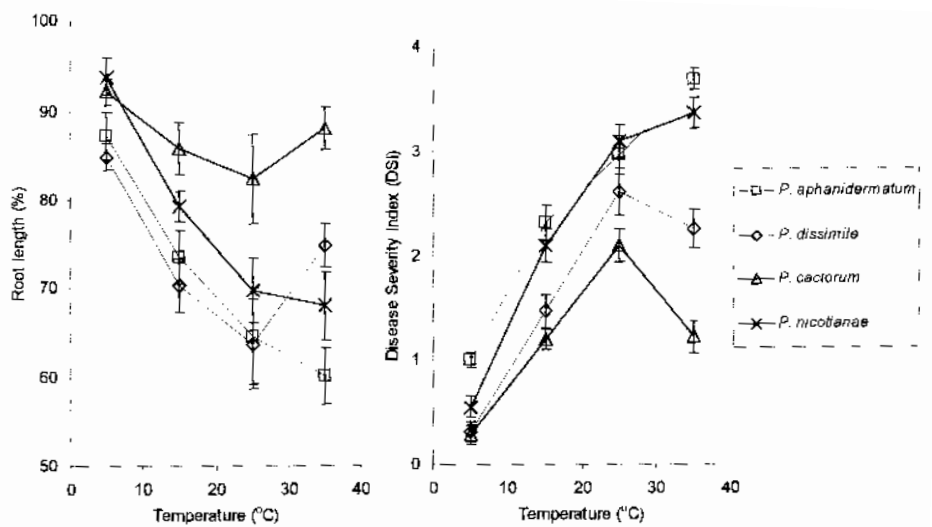 100
90
80
70
60
50
Root length (%)
0 10 20 30 40
Temperature (°C)
4
3
2
1
0
Disease Severity Index (DSI)
0 10 20 30 40
Temperature (°C)
P. aphanidermatum
P. dissimile
P. cactorum
P. nicotianae